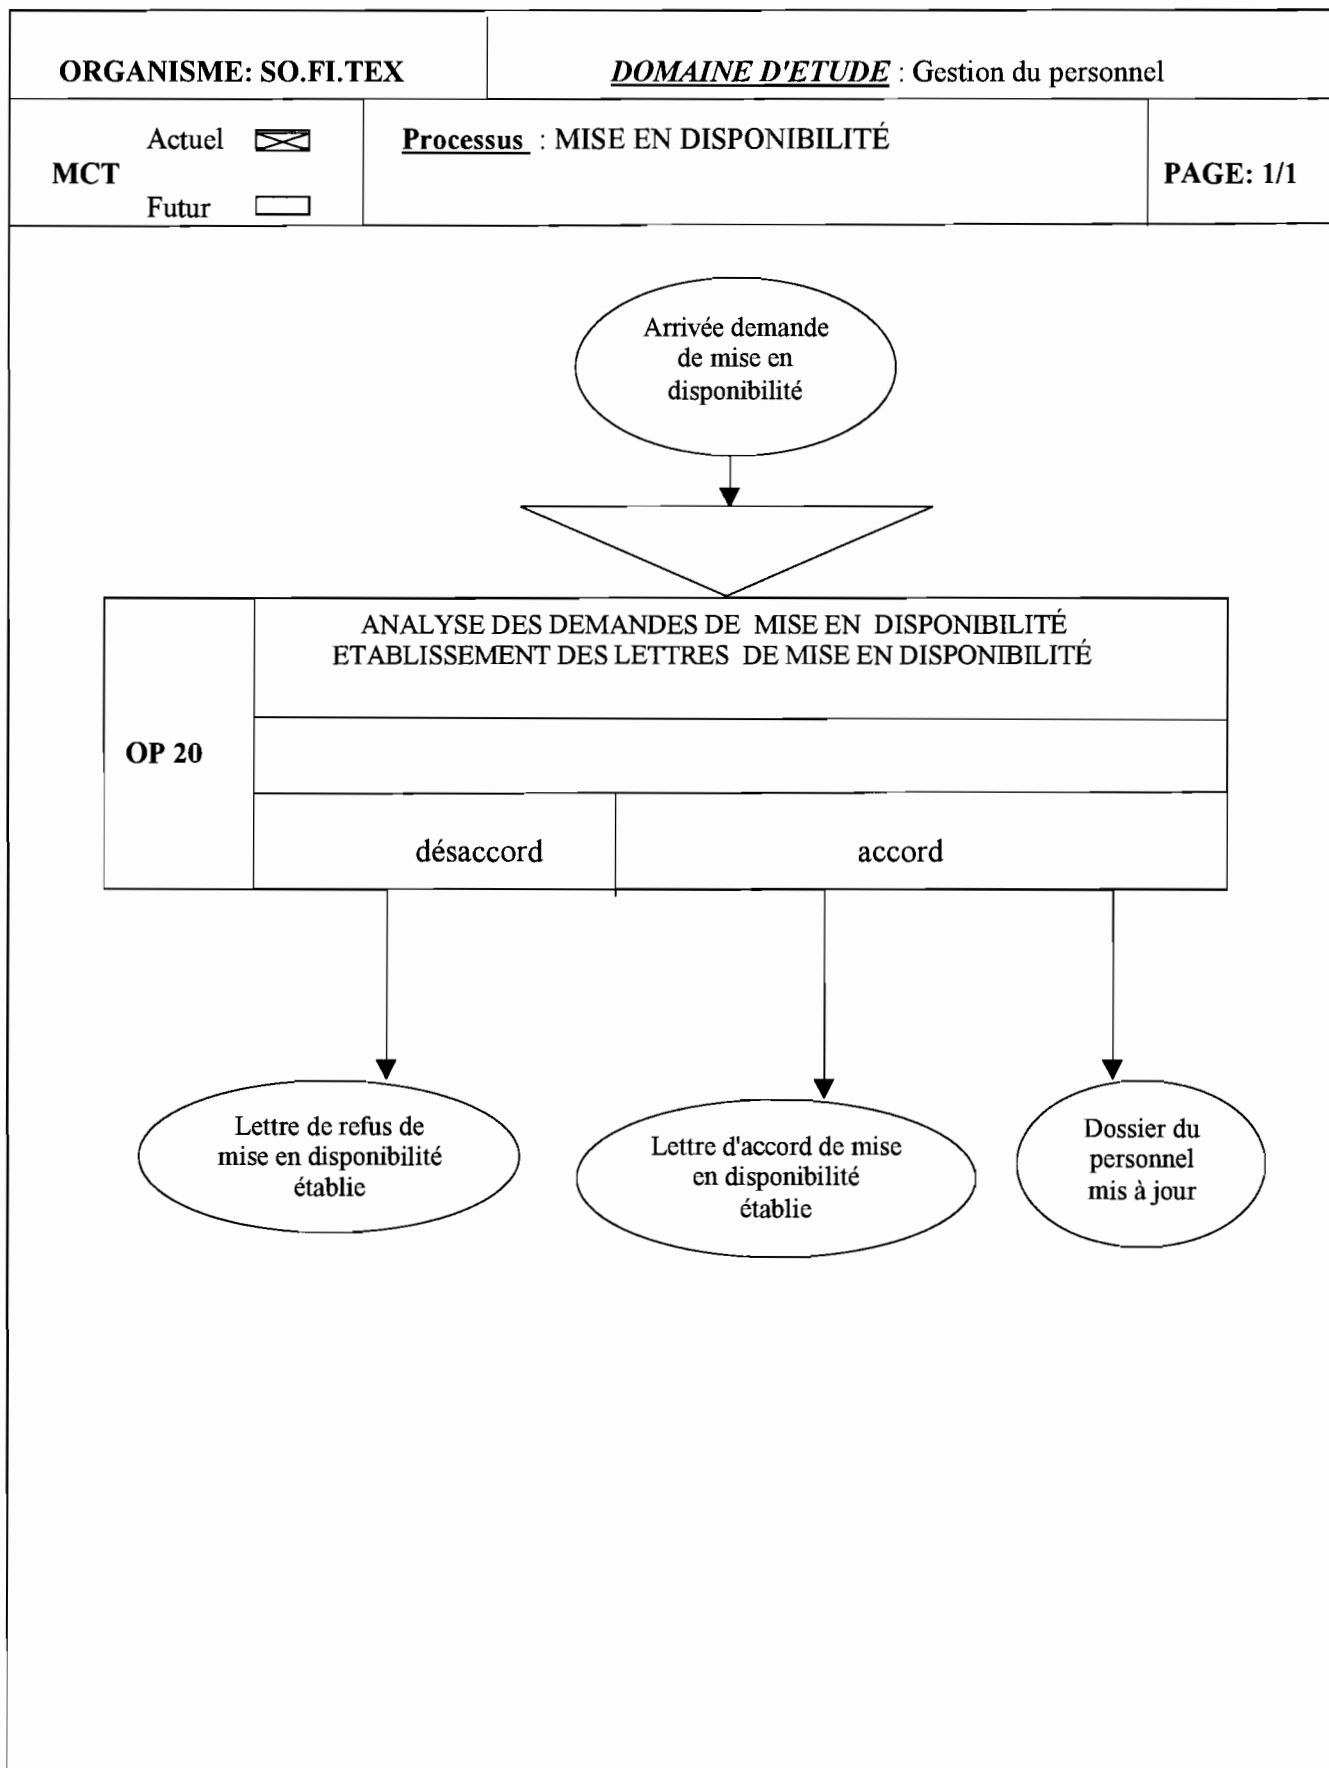 ORGANISME: SO.FI.TEX
DOMAINE D'ETUDE : Gestion du personnel
Actuel
MCT
Futur
Processus : MISE EN DISPONIBILITÉ
PAGE: 1/1
Arrivée demande
de mise en
disponibilité
ANALYSE DES DEMANDES DE MISE EN DISPONIBILITÉ
ETABLISSEMENT DES LETTRES DE MISE EN DISPONIBILITÉ
OP 20
désaccord
accord
Lettre de refus de
mise en disponibilité
établie
Lettre d'accord de mise
en disponibilité
établie
Dossier du
personnel
mis à jour